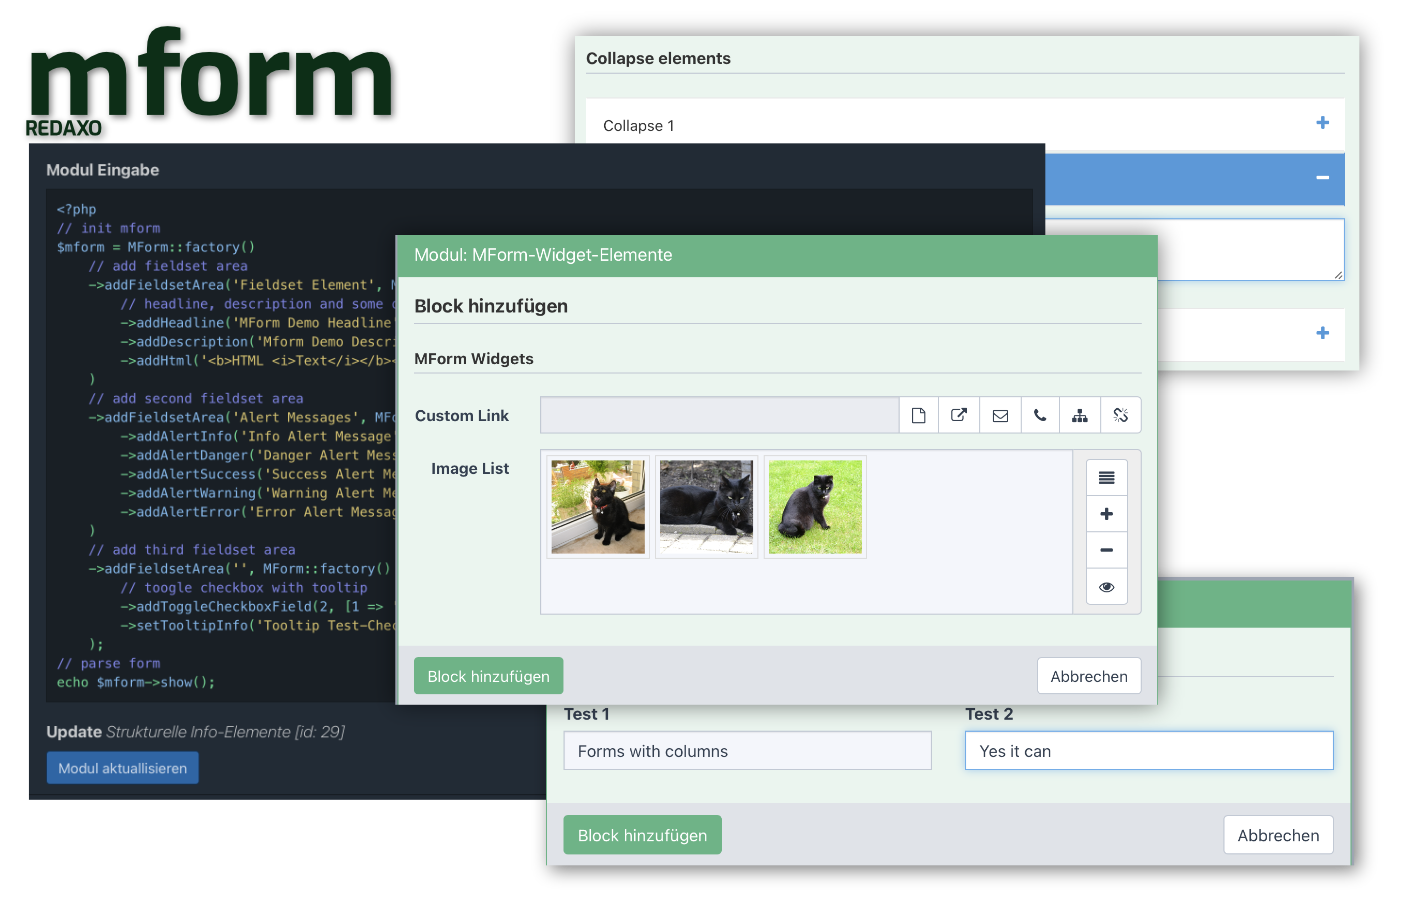 mform
REDAXO
Collapse elements
Collapse 1
Modul Eingabe
<?php
// init mform
$mform = MForm::factory()
// add fieldset area
->addFieldsetArea('Fieldset Element',
// headline, description and some
->addHeadline('MForm Demo Headline'
->addDescription('Mform Demo
->addHtml('<b>HTML <i>Text</i></b>
)
// add second fieldset area
->addFieldsetArea('Alert Messages',
->addAlertInfo('Info Alert Message'
->addAlertDanger('Danger Alert
->addAlertSuccess('Success Alert
->addAlertWarning('Warning Alert
->addAlertError('Error Alert
)
// add third fieldset area
->addFieldsetArea('', MForm::factory()
// toogle checkbox with tooltip
->addToggleCheckboxField(2, [1 => '
->setTooltipInfo('Tooltip
);
// parse form
echo $mform->show();
Update Strukturelle Info-Elemente [id: 29]
Modul aktuallisieren
Modul: MForm-Widget-Elemente
Block hinzufügen
MForm Widgets
Custom Link
Image List
Block hinzufügen
Abbrechen
Test 1
Test 2
Forms with columns
Yes it can
Block hinzufügen
Abbrechen